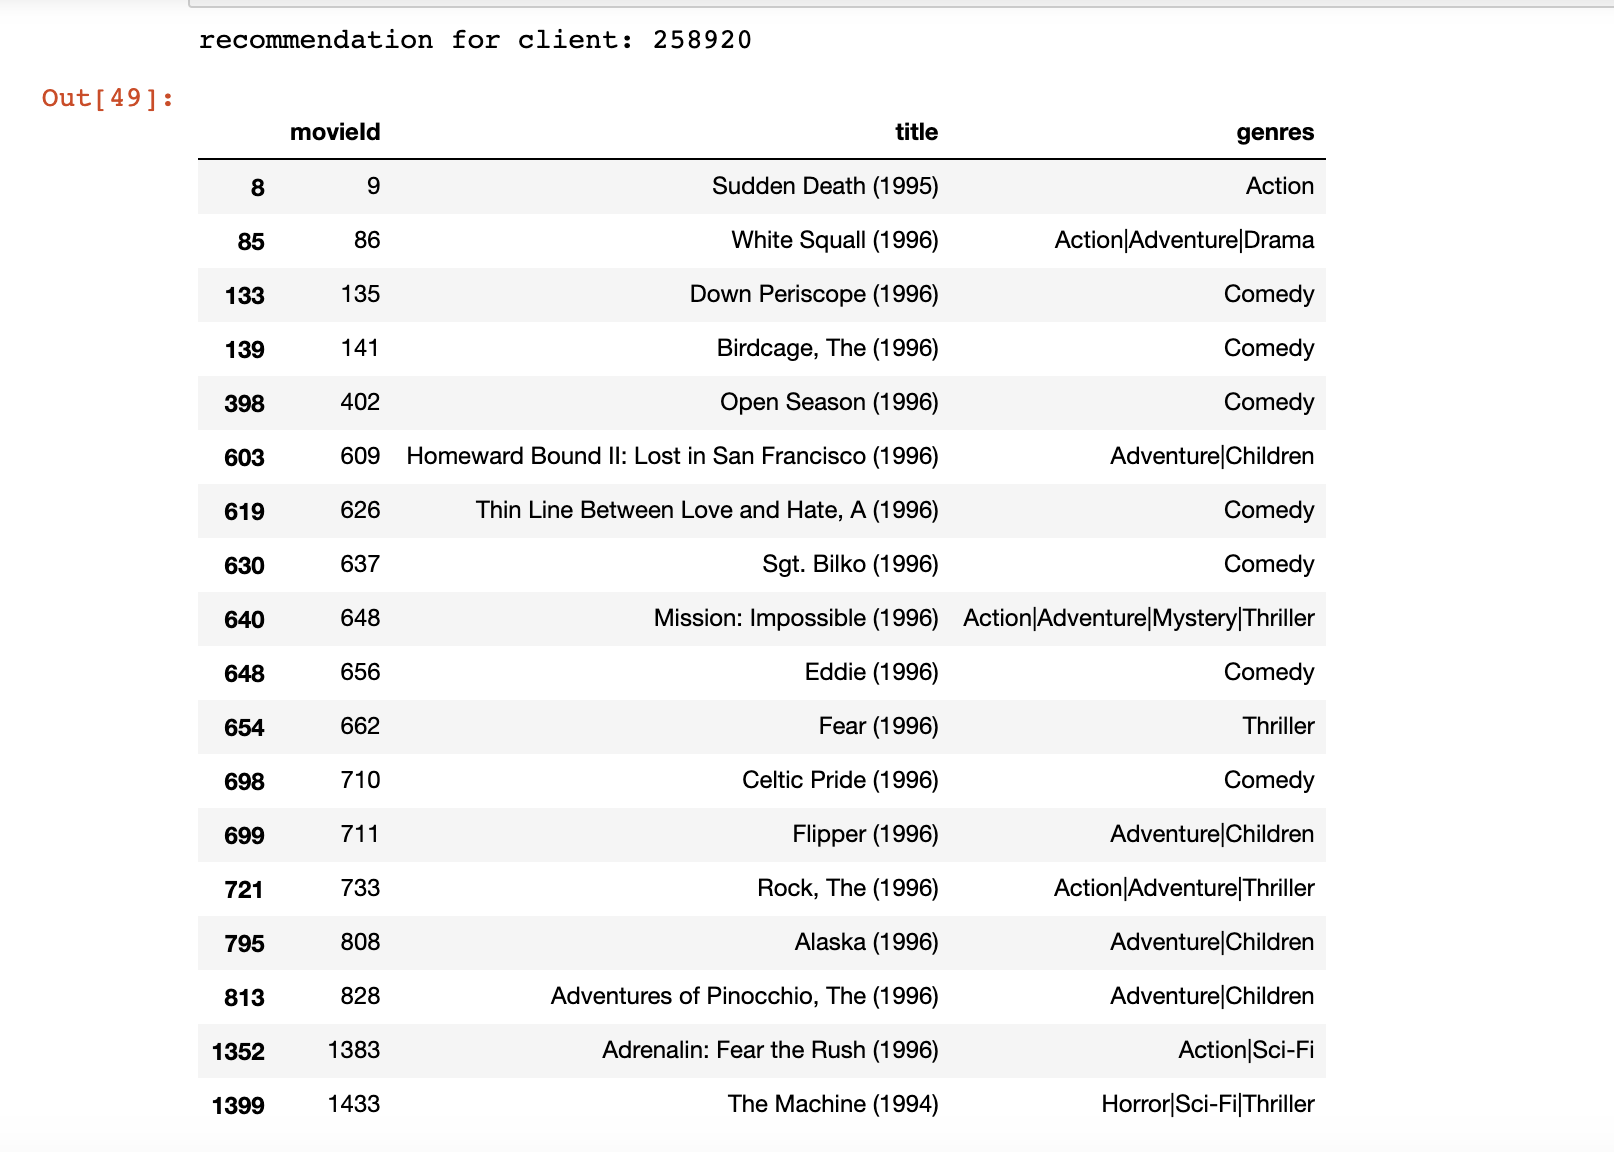 recommendation for client: 258920
Out[49]:
movieId title genres
8 9 Sudden Death (1995) Action
85 86 White Squall (1996) Action|Adventure|Drama
133 135 Down Periscope (1996) Comedy
139 141 Birdcage, The (1996) Comedy
398 402 Open Season (1996) Comedy
603 609 Homeward Bound II: Lost in San Francisco (1996) Adventure|Children
619 626 Thin Line Between Love and Hate, A (1996) Comedy
630 637 Sgt. Bilko (1996) Comedy
640 648 Mission: Impossible (1996) Action|Adventure|Mystery|Thriller
648 656 Eddie (1996) Comedy
654 662 Fear (1996) Thriller
698 710 Celtic Pride (1996) Comedy
699 711 Flipper (1996) Adventure|Children
721 733 Rock, The (1996) Action|Adventure|Thriller
795 808 Alaska (1996) Adventure|Children
813 828 Adventures of Pinocchio, The (1996) Adventure|Children
1352 1383 Adrenalin: Fear the Rush (1996) Action|Sci-Fi
1399 1433 The Machine (1994) Horror|Sci-Fi|Thriller